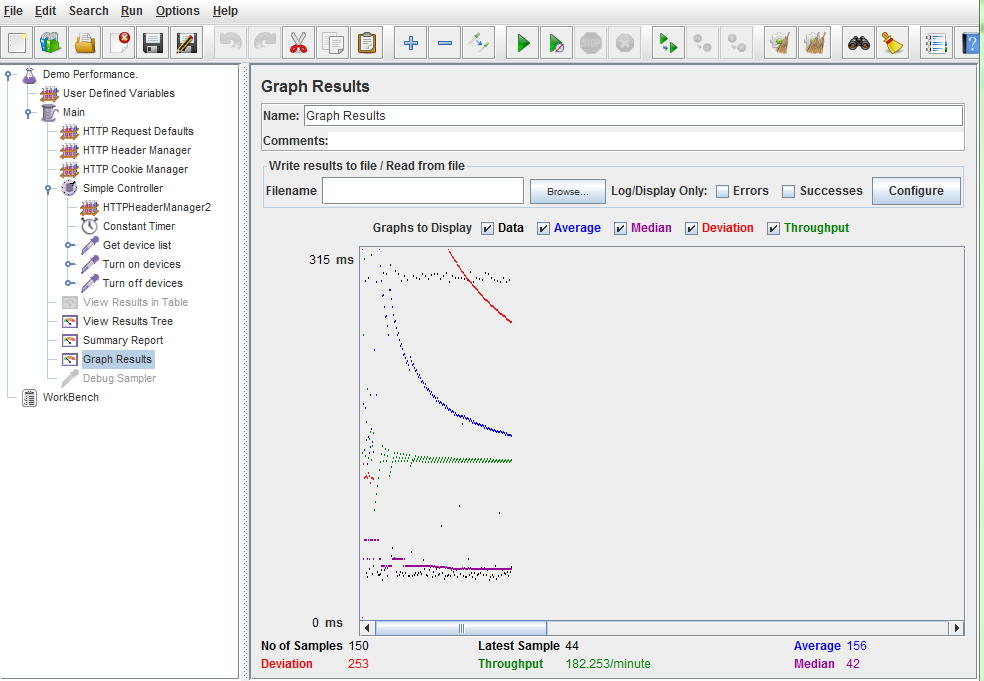 File Edit Search Run Options Help
Demo Performance.
User Defined Variables
Main
HTTP Request Defaults
HTTP Header Manager
HTTP Cookie Manager
Simple Controller
HTTPHeaderManager2
Constant Timer
Get device list
Turn on devices
Turn off devices
View Results in Table
View Results Tree
Summary Report
Graph Results
Debug Sampler
WorkBench
Graph Results
Name: Graph Results
Comments:
Write results to file / Read from file
Filename Browse... Log/Display Only: Errors Successes Configure
Graphs to Display Data Average Median Deviation Throughput
315 ms
0 ms
No of Samples 150 Latest Sample 44 Average 156
Deviation 253 Throughput 182.253/minute Median 42